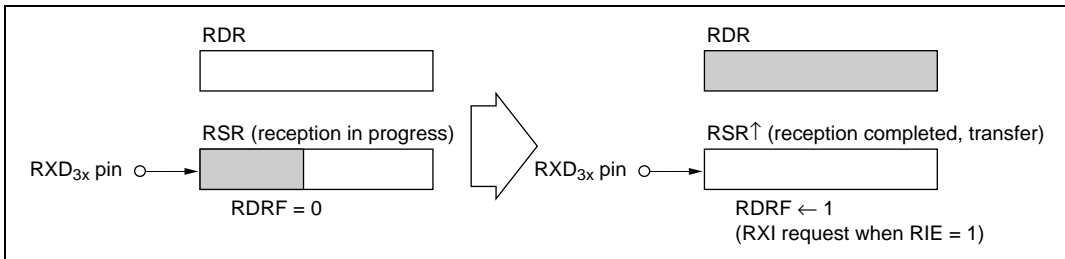 RDR
RSR (reception in progress)
RXD3x pin
RDRF = 0
RDR
RSR↑ (reception completed, transfer)
RXD3x pin
RDRF ← 1
(RXI request when RIE = 1)